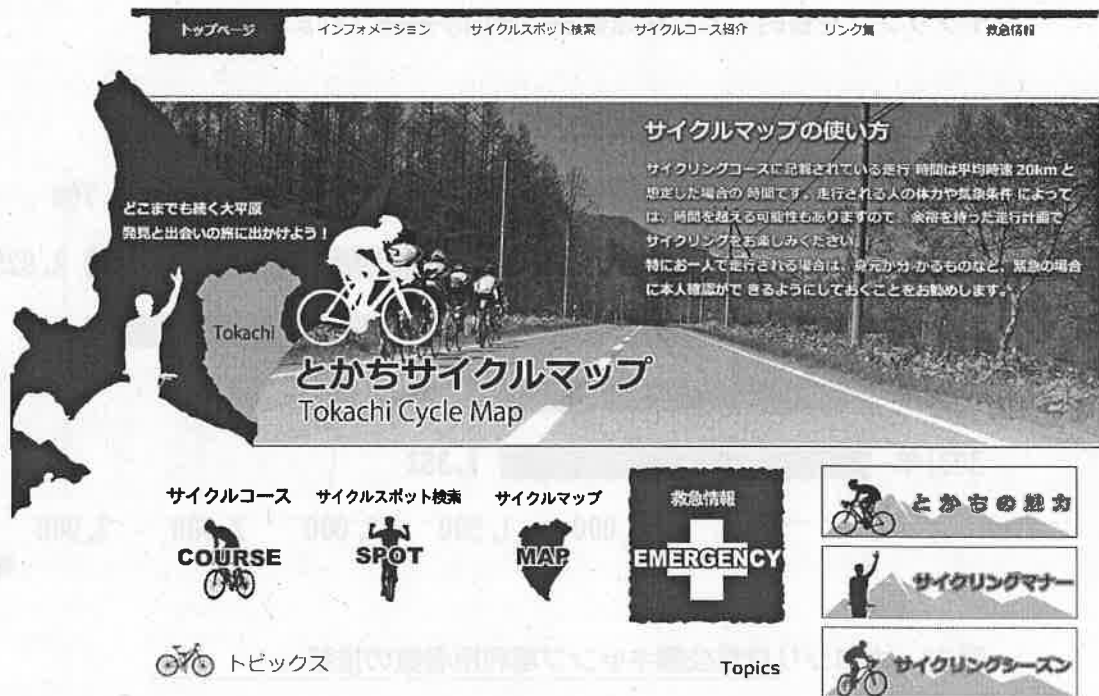 トップページ インフォメーション サイクルスポット検索 サイクルコース紹介 リンク集 救急情報
サイクルマップの使い方
サイクリングコースに記載されている走行 時間は平均時速 20km と
想定した場合の 時間です。走行される人の体力や気象条件 によって
は、時間を超える可能性もありますので、 余裕を持った走行計画で
サイクリングをお楽しみください。
特にお一人で走行される場合は、身元が分 かるものなど、緊急の場合
に本人確認がで きるようにしておくことをお勧めします。
どこまでも続く大平原
発見と出会いの旅に出かけよう！
Tokachi
とかちサイクルマップ
Tokachi Cycle Map
サイクルコース
COURSE
サイクルスポット検索
SPOT
サイクルマップ
MAP
救急情報
EMERGENCY
とかちの魅力
サイクリングマナー
サイクリングシーズン
トピックス Topics